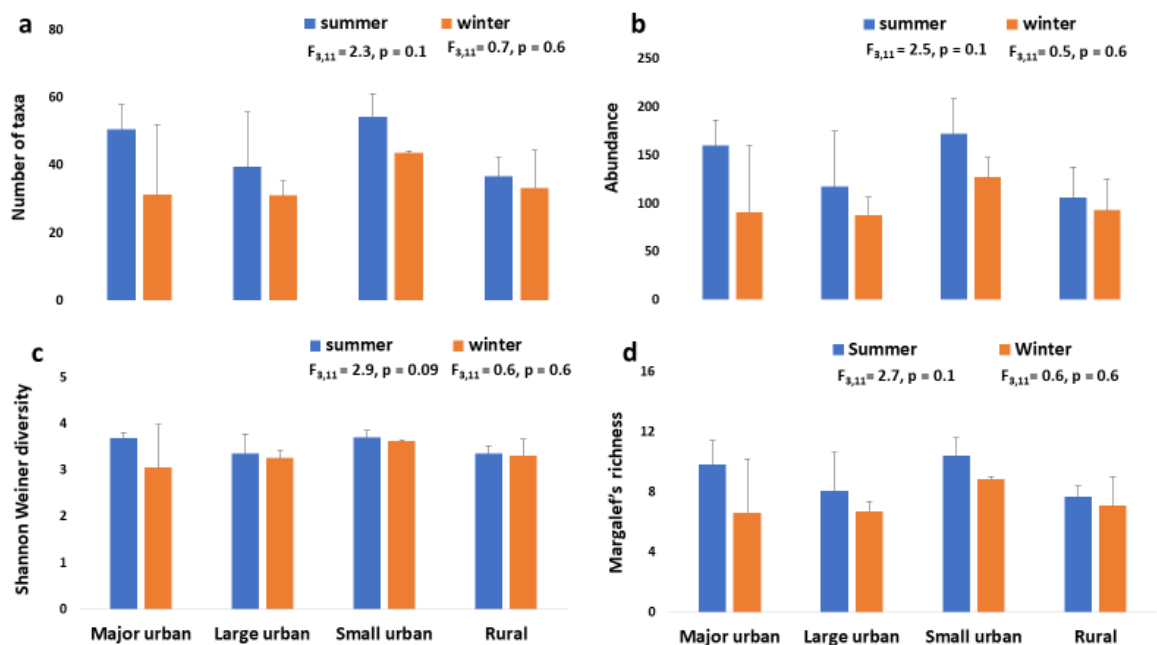 a
summer winter
F3,11 = 2.3, p = 0.1 F3,11= 0.7, p = 0.6
80
60
40
20
0
Number of taxa
b
summer winter
F3,11 = 2.5, p = 0.1 F3,11= 0.5, p = 0.6
250
200
150
100
50
0
Abundance
c
summer winter
F3,11 = 2.9, p = 0.09 F3,11= 0.6, p = 0.6
5
4
3
2
1
0
Shannon Weiner diversity
Major urban Large urban Small urban Rural
d
Summer Winter
F3,11 = 2.7, p = 0.1 F3,11= 0.6, p = 0.6
16
12
8
4
0
Margalef's richness
Major urban Large urban Small urban Rural